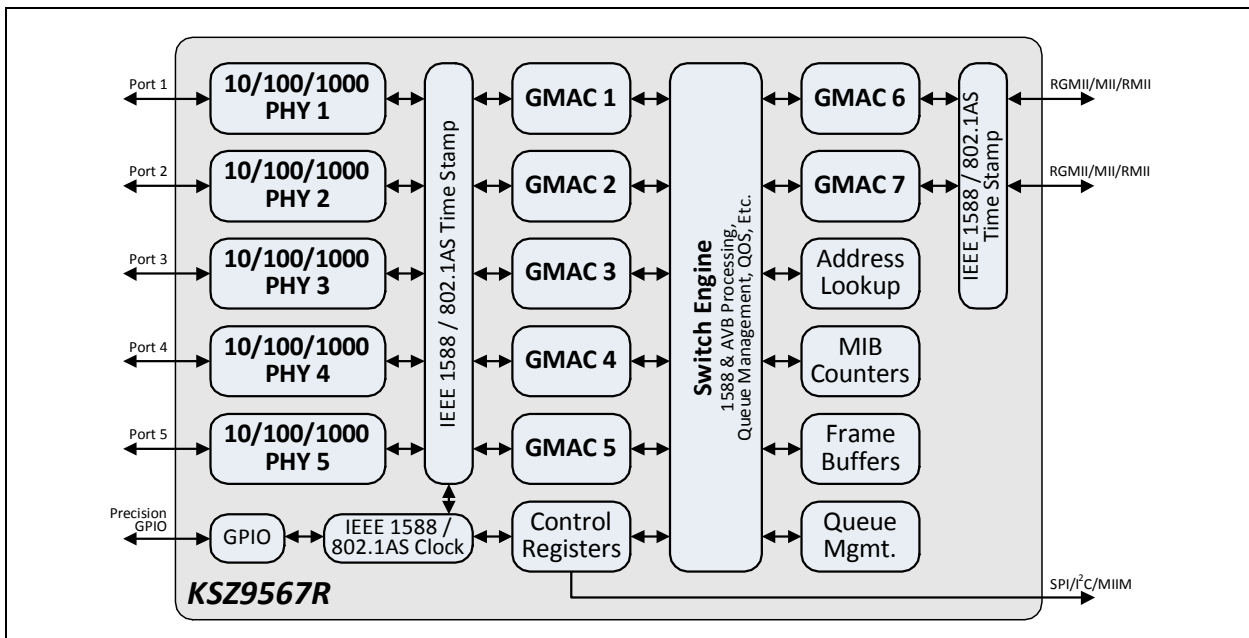 Port 1
10/100/1000
PHY 1
GMAC 1
GMAC 6
RGMII/MII/RMII
Port 2
10/100/1000
PHY 2
GMAC 2
GMAC 7
RGMII/MII/RMII
Port 3
10/100/1000
PHY 3
GMAC 3
Address
Lookup
Port 4
10/100/1000
PHY 4
GMAC 4
MIB
Counters
Port 5
10/100/1000
PHY 5
GMAC 5
Frame
Buffers
IEEE 1588 / 802.1AS Time Stamp
Switch Engine
1588 & AVB Processing,
Queue Management, QOS, Etc.
IEEE 1588 / 802.1AS
Time Stamp
Precision
GPIO
GPIO
IEEE 1588 /
802.1AS Clock
Control
Registers
Queue
Mgmt.
KSZ9567R
SPI/I²C/MIIM